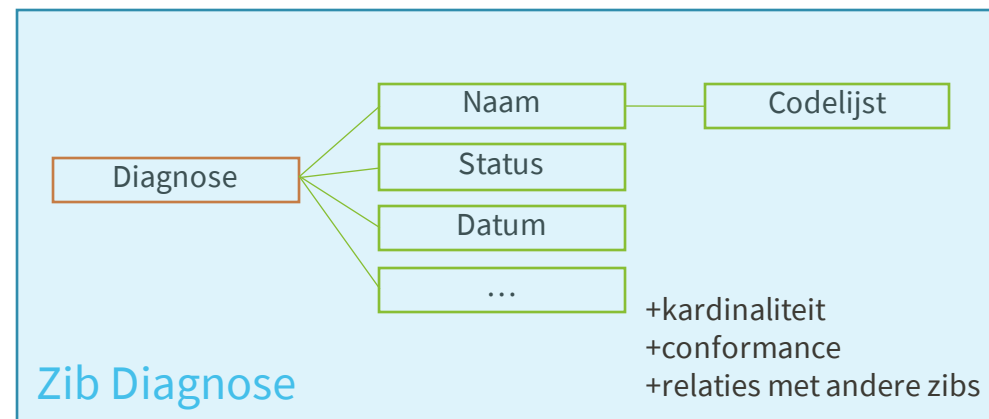 Naam
Codelijst
Diagnose
Status
Datum
…
+kardinaliteit
+conformance
+relaties met andere zibs
Zib Diagnose